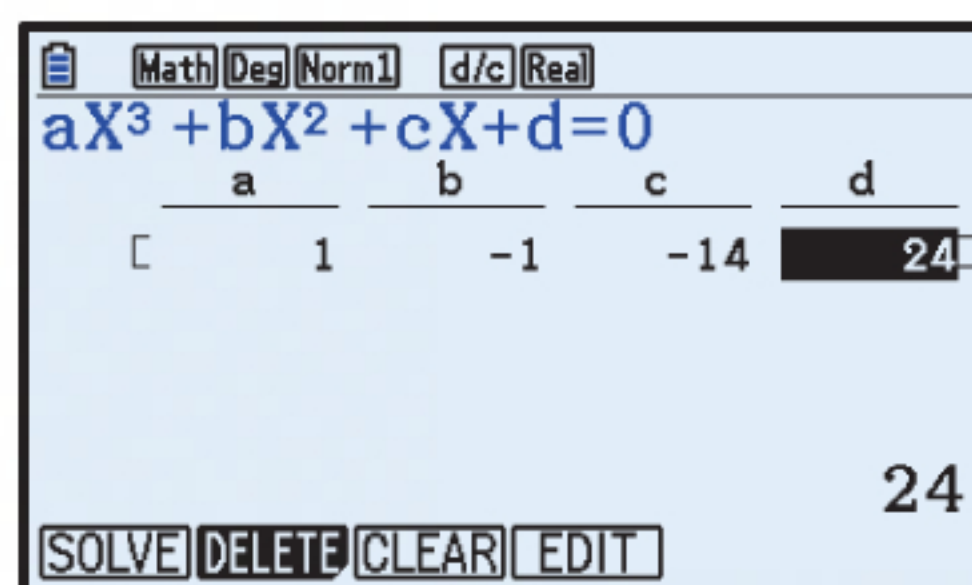 Math Deg Norm1 d/c Real
aX³ +bX² +cX+d=0
a b c d
[ 1 -1 -14 24 ]
24
SOLVE DELETE CLEAR EDIT